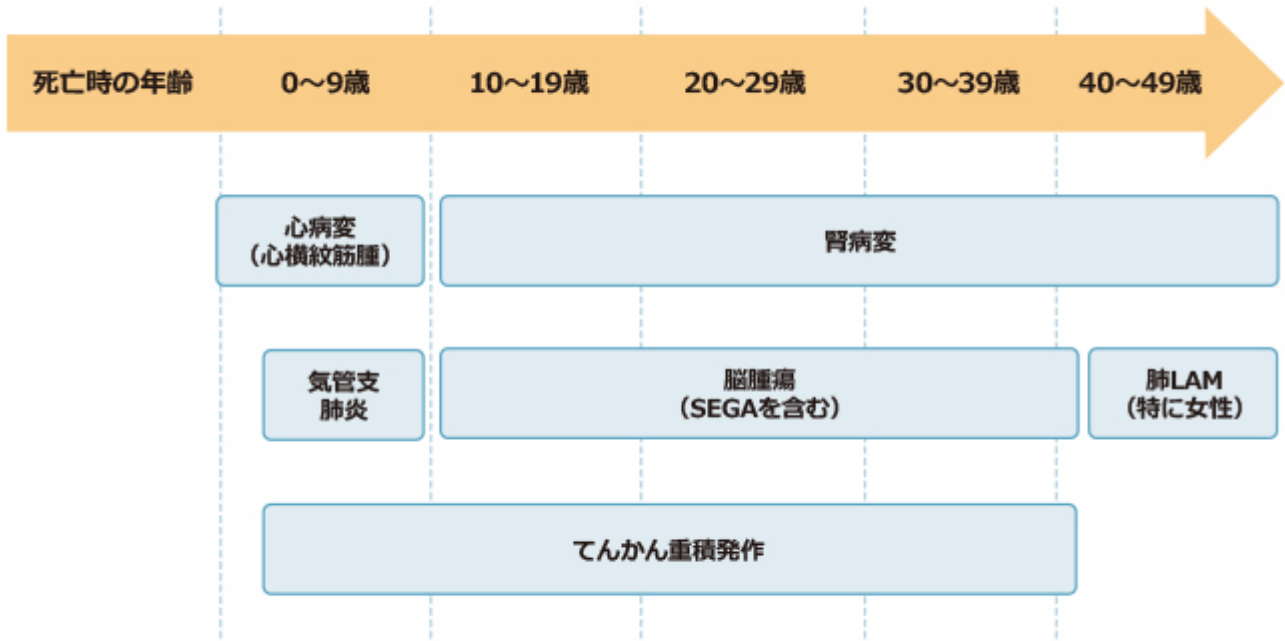 死亡時の年齢 0〜9歳 10〜19歳 20〜29歳 30〜39歳 40〜49歳
心病変
（心横紋筋腫）
腎病変
気管支
肺炎
脳腫瘍
（SEGAを含む）
肺LAM
（特に女性）
てんかん重積発作